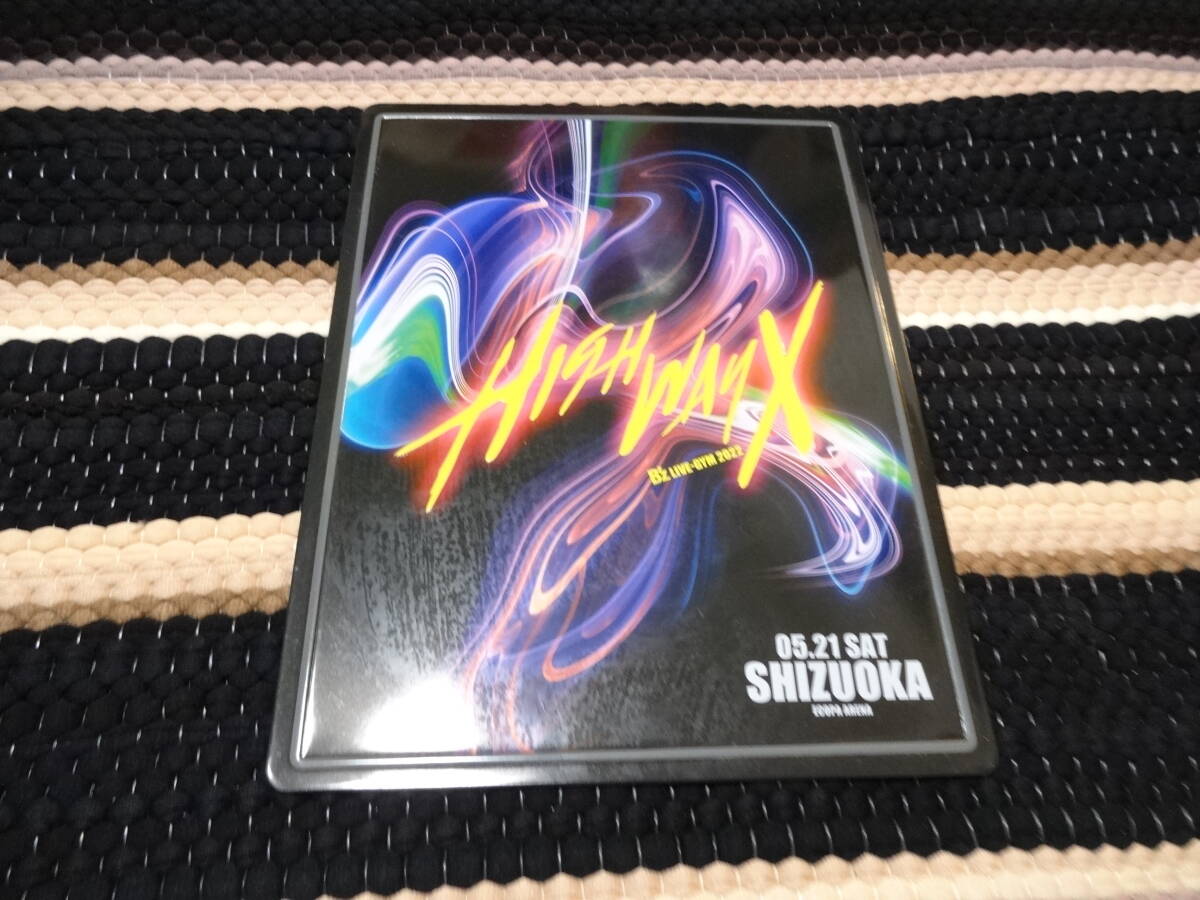 HIGHWAY X
B'z LIVE-GYM 2022
05.21 SAT
SHIZUOKA
ECOPA ARENA